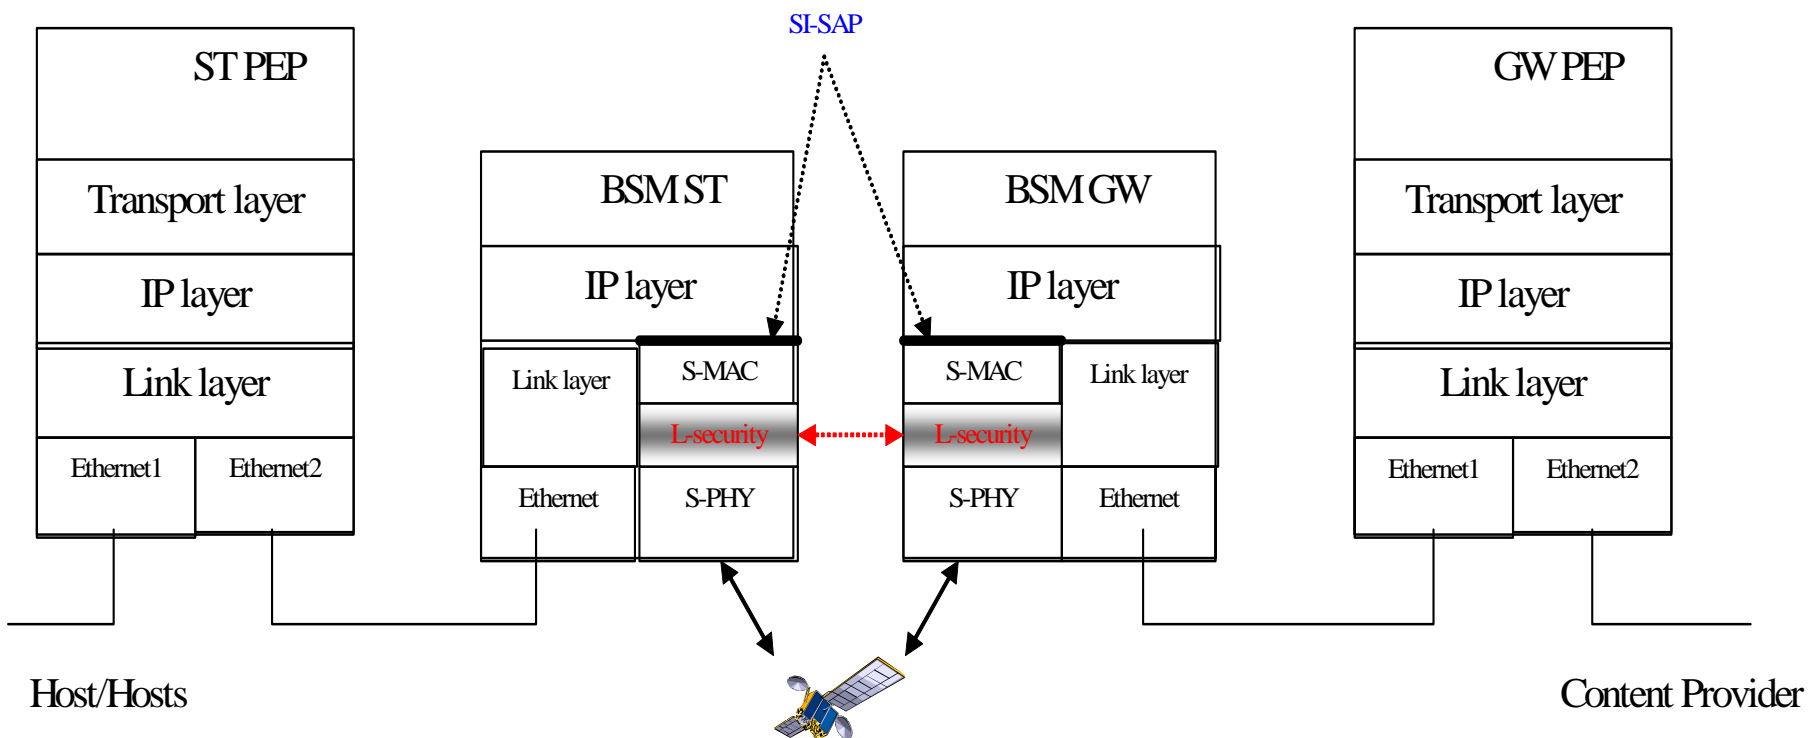 SI-SAP
ST PEP
Transport layer
IP layer
Link layer
Ethernet1
Ethernet2
BSM ST
IP layer
Link layer
S-MAC
L-security
Ethernet
S-PHY
BSM GW
IP layer
S-MAC
Link layer
L-security
S-PHY
Ethernet
GW PEP
Transport layer
IP layer
Link layer
Ethernet1
Ethernet2
Host/Hosts
Content Provider